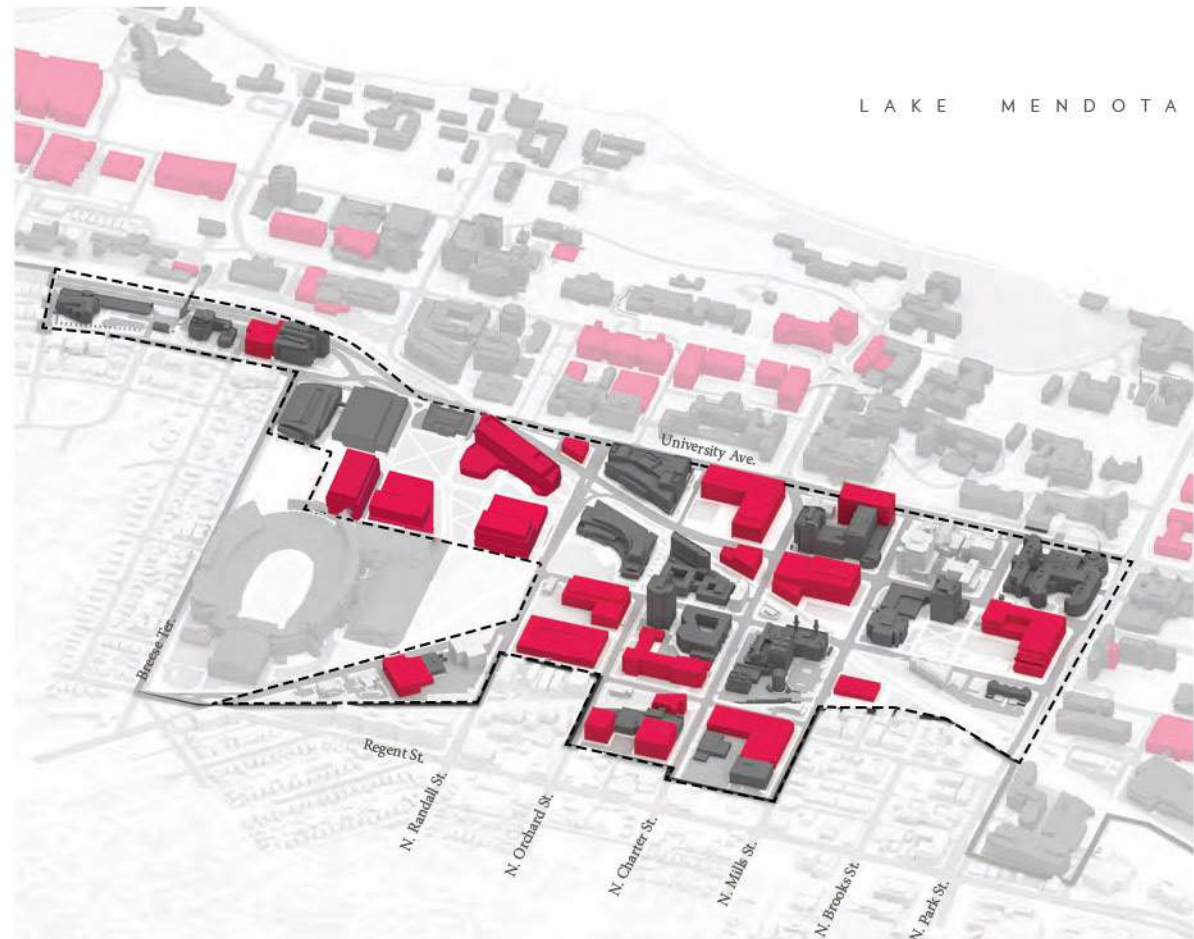 LAKE MENDOTA
University Ave.
Breese Ter.
Regent St.
N. Randall St.
N. Orchard St.
N. Charter St.
N. Mills St.
N. Brooks St.
N. Park St.